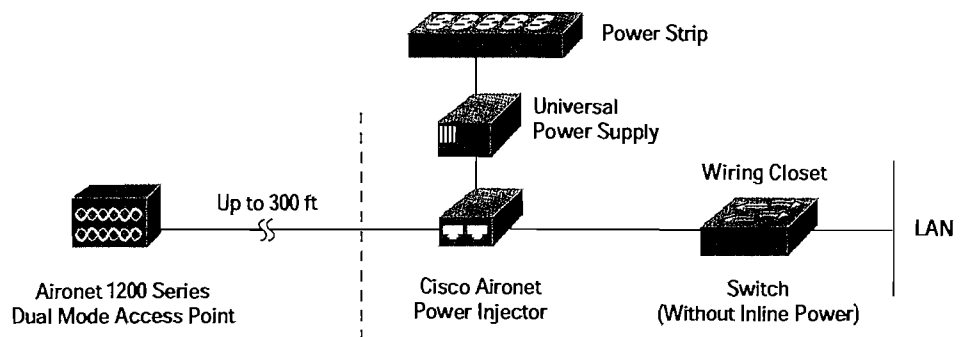 Power Strip
Universal
Power Supply
Wiring Closet
Up to 300 ft
LAN
Aironet 1200 Series
Dual Mode Access Point
Cisco Aironet
Power Injector
Switch
(Without Inline Power)